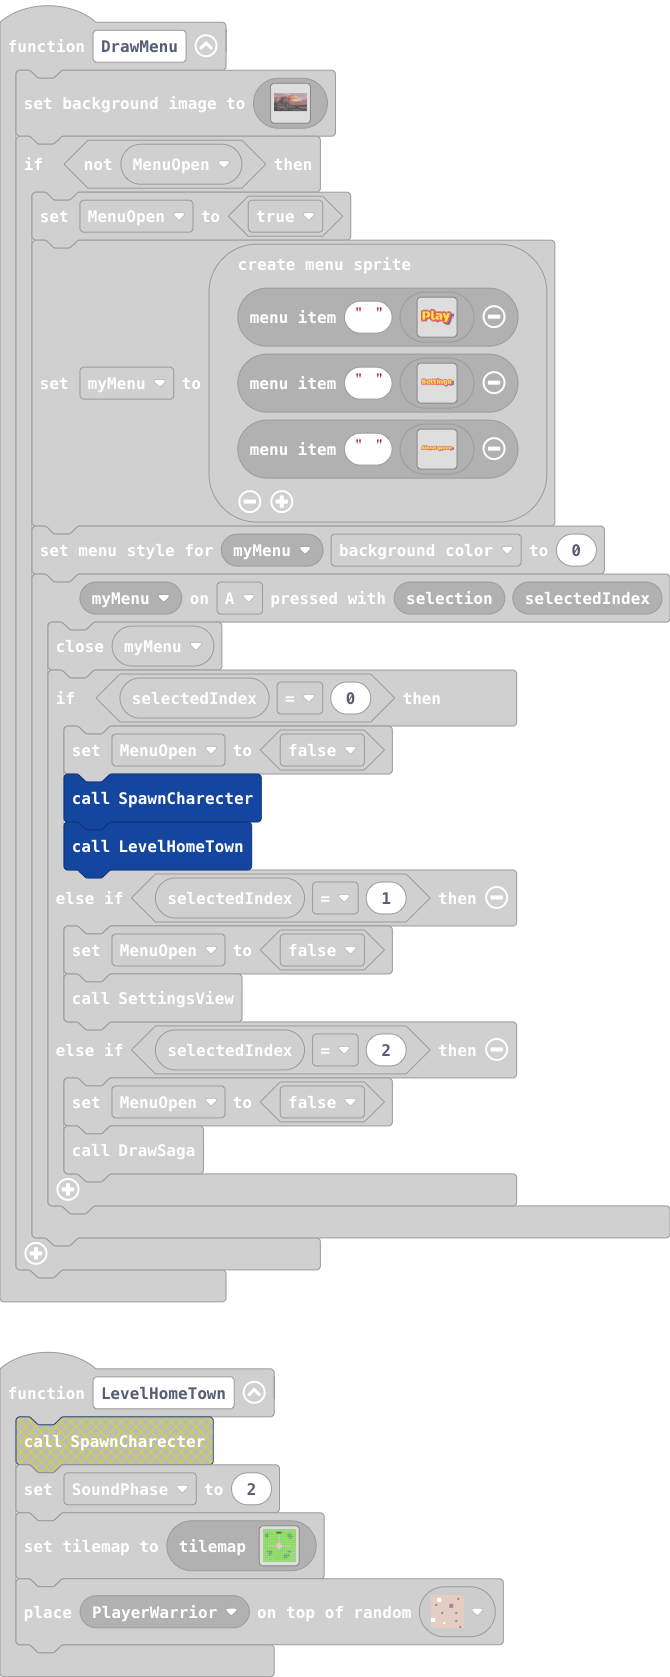 function DrawMenu
set background image to
if not MenuOpen then
set MenuOpen to true
create menu sprite
menu item " " Play
set myMenu to menu item " " Settings
menu item " "
set menu style for myMenu background color to 0
myMenu on A pressed with selection selectedIndex
close myMenu
if selectedIndex = 0 then
set MenuOpen to false
call SpawnCharecter
call LevelHomeTown
else if selectedIndex = 1 then
set MenuOpen to false
call SettingsView
else if selectedIndex = 2 then
set MenuOpen to false
call DrawSaga
function LevelHomeTown
call SpawnCharecter
set SoundPhase to 2
set tilemap to tilemap
place PlayerWarrior on top of random